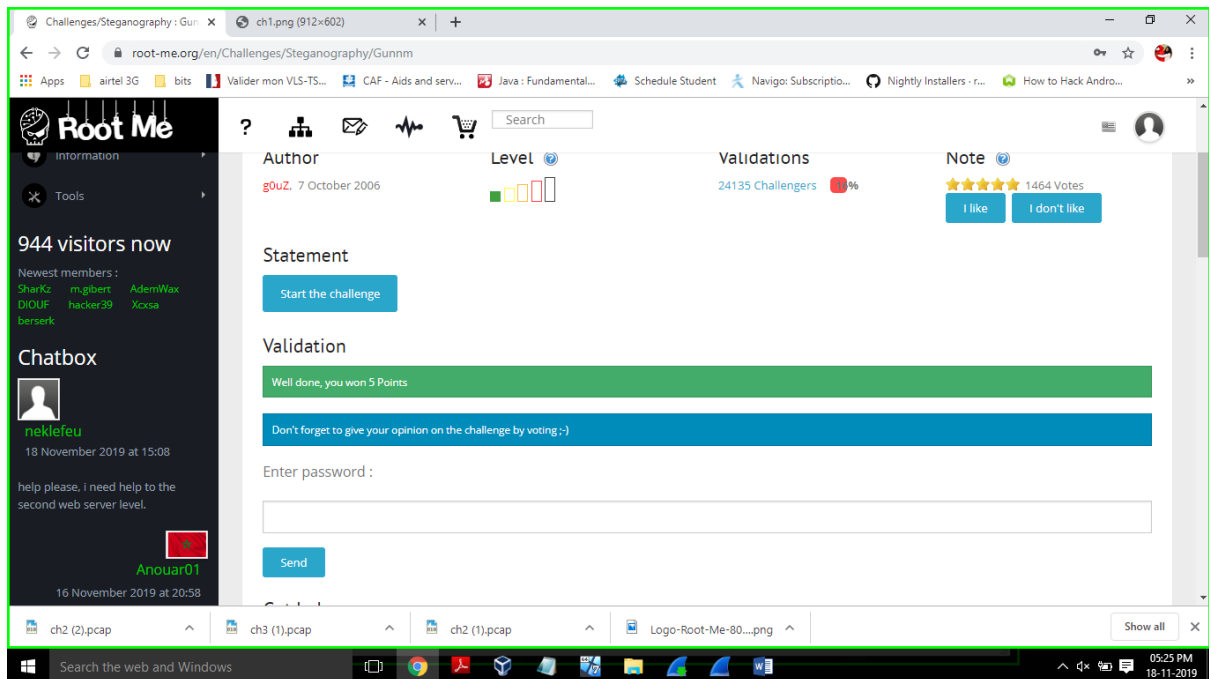 Challenges/Steganography : Gun
ch1.png (912×602)
root-me.org/en/Challenges/Steganography/Gunnm
Apps airtel 3G bits Valider mon VLS-TS... CAF - Aids and serv... Java : Fundamental... Schedule Student Navigo: Subscriptio... Nightly Installers - r... How to Hack Andro... »
Root Me
?
Search
Information
Tools
944 visitors now
Newest members :
SharKz m.gibert AdemWax
DIOUF hacker39 Xcxsa
berserk
Chatbox
neklefeu
18 November 2019 at 15:08
help please, i need help to the
second web server level.
Anouar01
16 November 2019 at 20:58
Author Level Validations Note
g0uZ, 7 October 2006 24135 Challengers 16% 1464 Votes
I like I don't like
Statement
Start the challenge
Validation
Well done, you won 5 Points
Don't forget to give your opinion on the challenge by voting ;-)
Enter password :
Send
ch2 (2).pcap ch3 (1).pcap ch2 (1).pcap Logo-Root-Me-80....png Show all
Search the web and Windows
05:25 PM
18-11-2019